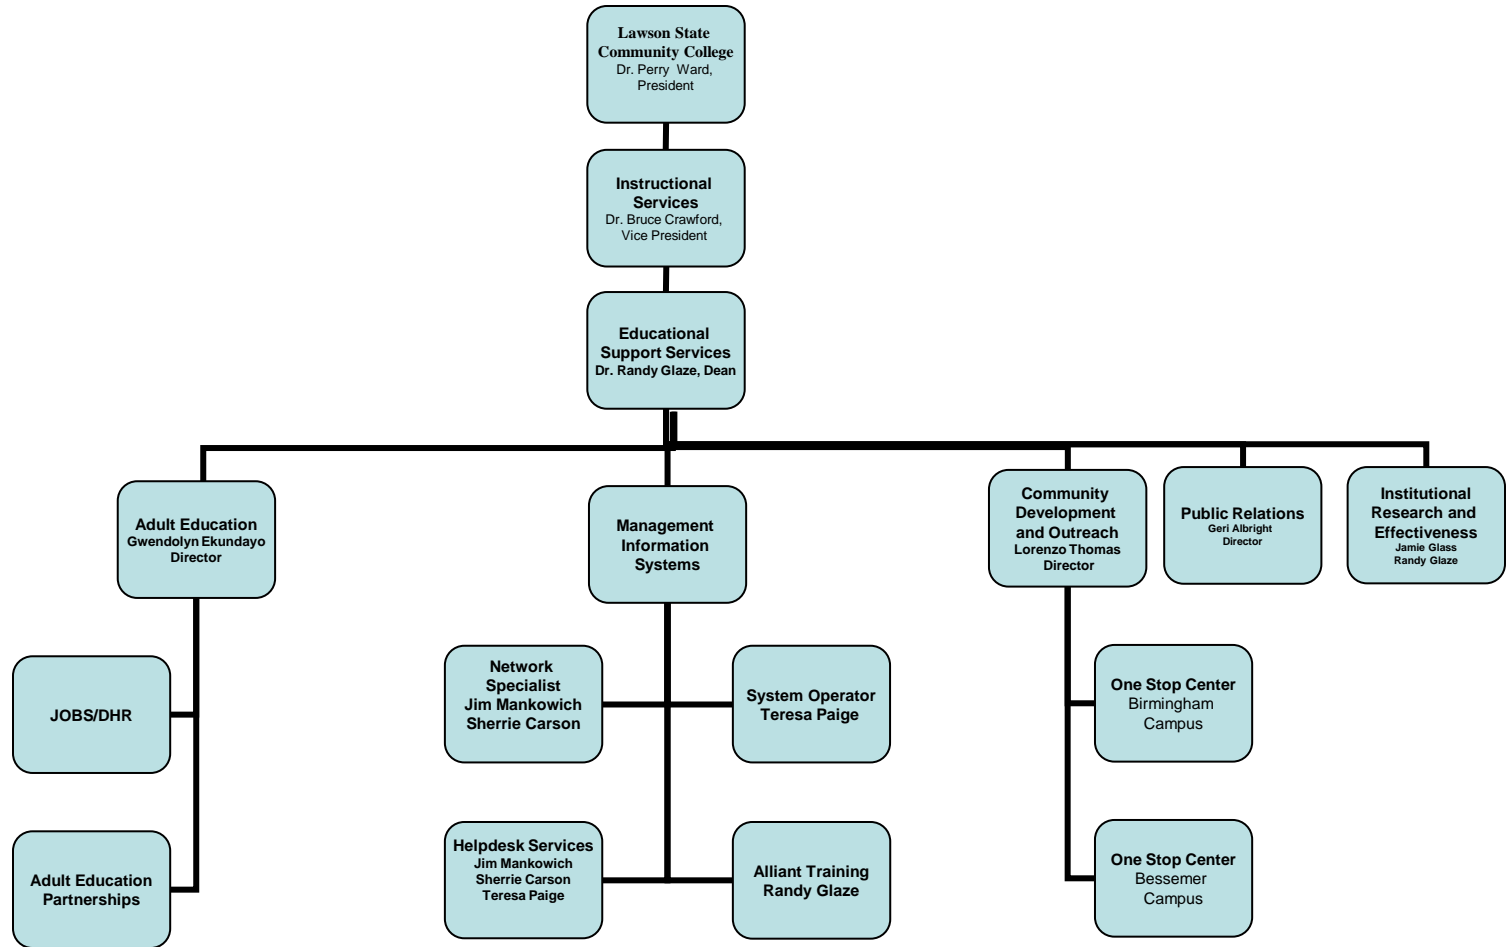 Lawson State
Community College
Dr. Perry Ward,
President
Instructional
Services
Dr. Bruce Crawford,
Vice President
Educational
Support Services
Dr. Randy Glaze, Dean
Adult Education
Gwendolyn Ekundayo
Director
Management
Information
Systems
Community
Development
and Outreach
Lorenzo Thomas
Director
Public Relations
Geri Albright
Director
Institutional
Research and
Effectiveness
Jamie Glass
Randy Glaze
JOBS/DHR
Network
Specialist
Jim Mankowich
Sherrie Carson
System Operator
Teresa Paige
One Stop Center
Birmingham
Campus
Adult Education
Partnerships
Helpdesk Services
Jim Mankowich
Sherrie Carson
Teresa Paige
Alliant Training
Randy Glaze
One Stop Center
Bessemer
Campus